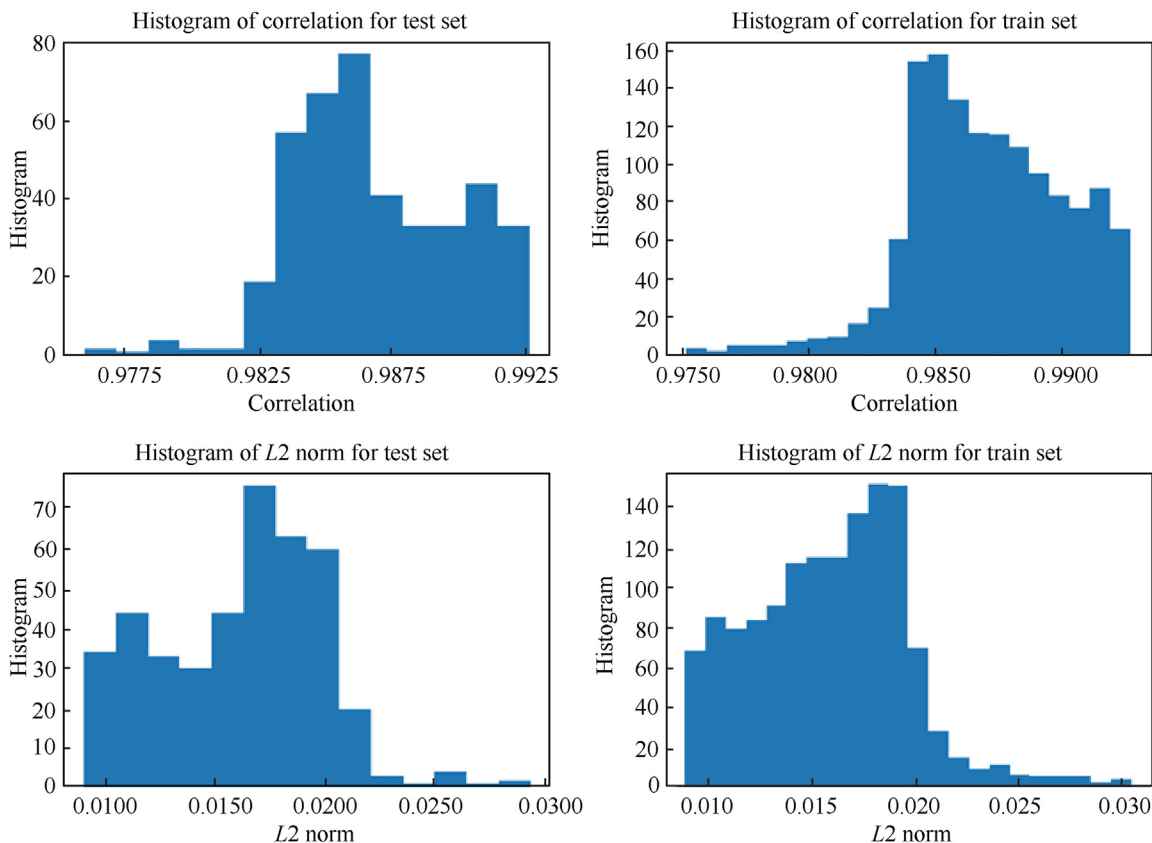 Histogram of correlation for test set
80
60
40
20
0
Histogram
0.9775 0.9825 0.9875 0.9925
Correlation
Histogram of correlation for train set
160
140
120
100
80
60
40
20
0
Histogram
0.9750 0.9800 0.9850 0.9900
Correlation
Histogram of L2 norm for test set
70
60
50
40
30
20
10
0
Histogram
0.0100 0.0150 0.0200 0.0250 0.0300
L2 norm
Histogram of L2 norm for train set
140
120
100
80
60
40
20
0
Histogram
0.010 0.015 0.020 0.025 0.030
L2 norm